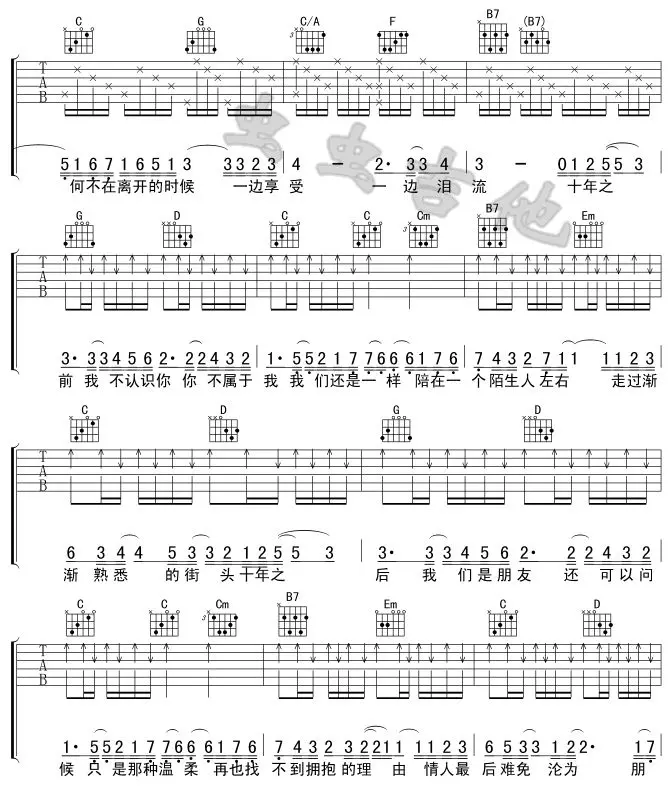 C G C/A F B7 (B7)
3
T
A
B
5 1 6 7 1 6 5 1 3 3 3 2 3 4 - 2· 3 3 4 3 - 0 1 2 5 5 3
何不在离开的时候 一边享 受 一边 泪 流 十年之
虫虫吉他
G D C C Cm B7 Em
3
T
A
B
3· 3 3 4 5 6 2· 2 2 4 3 2 1· 5 5 2 1 7 7 6 6 6 1 7 6 7 4 3 2 7 1 1 1 1 2 3
前 我 不认识你 你 不属于 我 我们还是一样 陪在一 个陌生人左右 走过渐
C D G D
T
A
B
6 3 4 4 5 3 3 2 1 2 5 5 3 3· 3 3 4 5 6 2· 2 2 4 3 2
渐 熟悉 的街 头十年之 后 我 们是朋友 还 可以问
C C Cm B7 Em C D
3
T
A
B
1· 5 5 2 1 7 7 6 6 6 1 7 6 7 4 3 2 3 2 2 1 1 1 1 2 3 6 5 3 3 1 2 2· 1 7
候 只 是那种温 柔 再也找 不到拥抱的理 由 情人最 后难免 沦为 朋